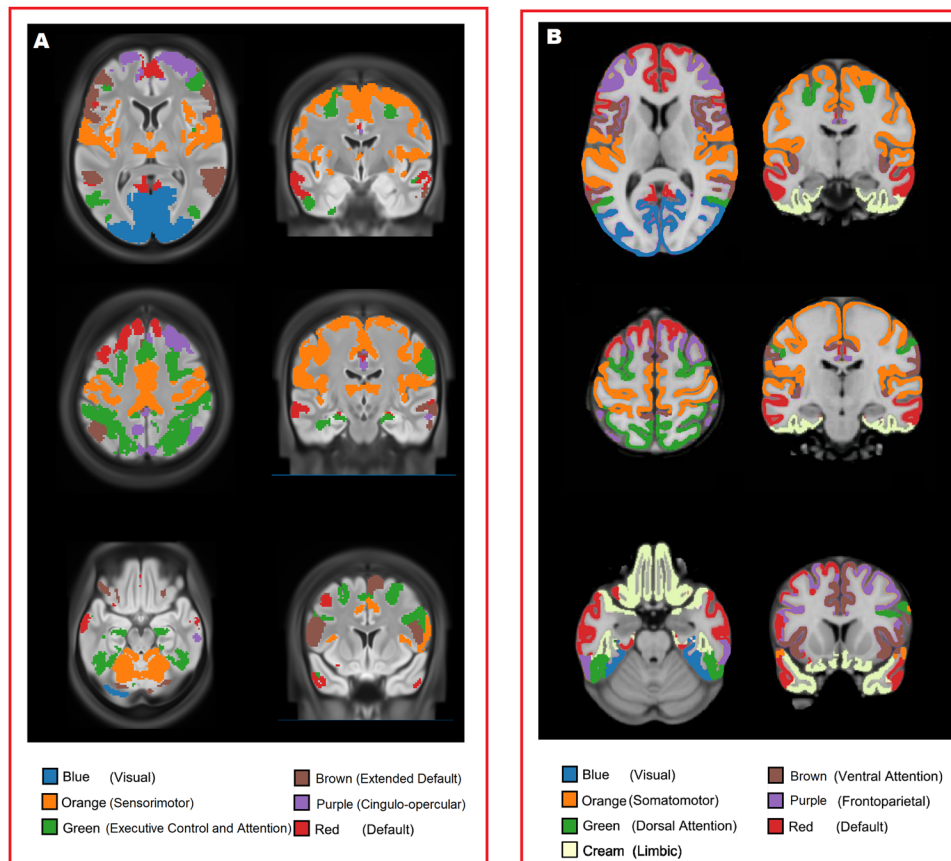 A
Blue (Visual)
Orange (Sensorimotor)
Green (Executive Control and Attention)
Brown (Extended Default)
Purple (Cingulo-opercular)
Red (Default)
B
Blue (Visual)
Orange (Somatomotor)
Green (Dorsal Attention)
Cream (Limbic)
Brown (Ventral Attention)
Purple (Frontoparietal)
Red (Default)